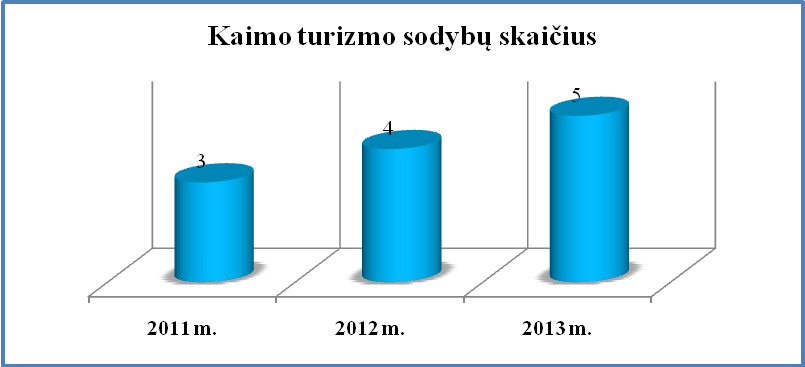 Kaimo turizmo sodybų skaičius
3
4
5
2011 m.
2012 m.
2013 m.